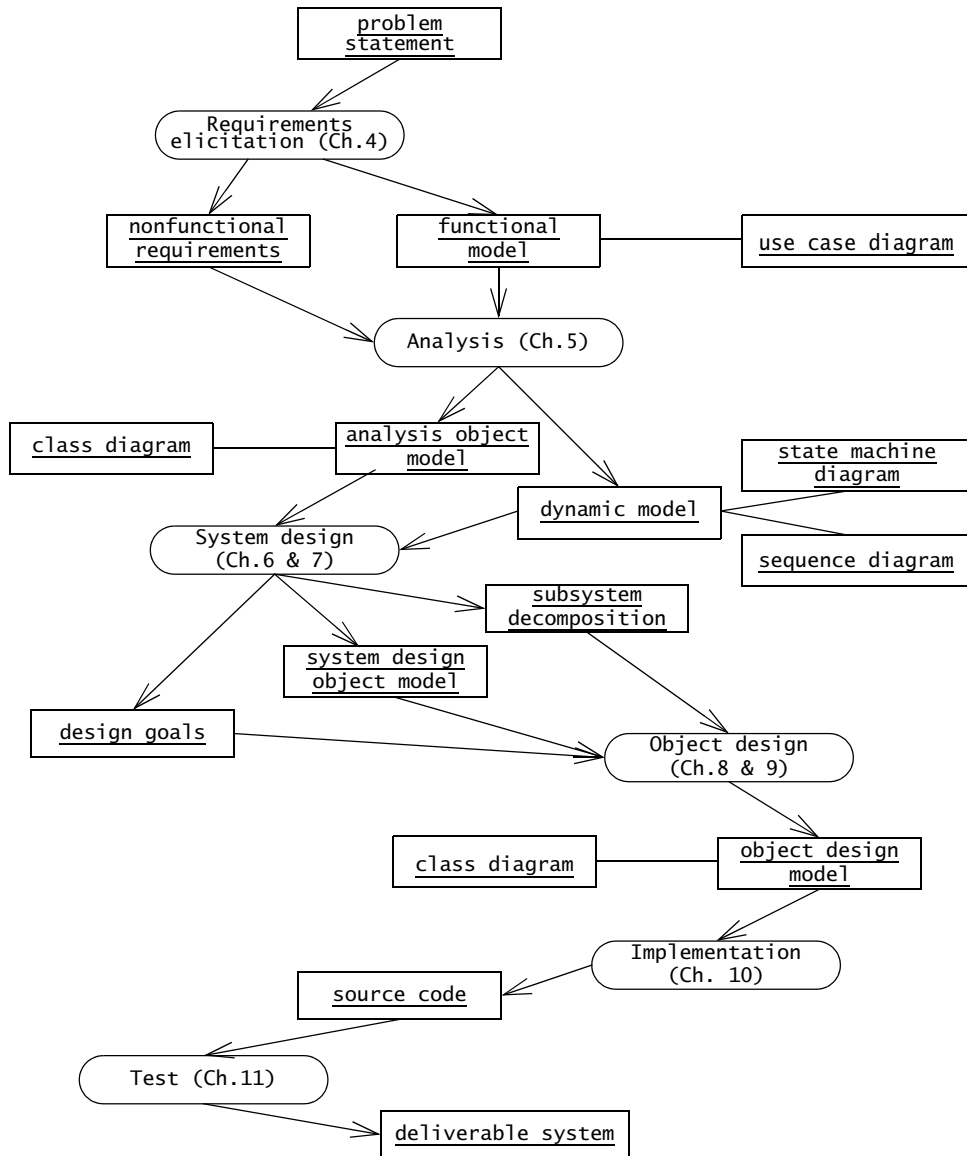 problem
statement
Requirements
elicitation (Ch.4)
nonfunctional
requirements
functional
model
use case diagram
Analysis (Ch.5)
class diagram
analysis object
model
state machine
diagram
dynamic model
System design
(Ch.6 & 7)
sequence diagram
subsystem
decomposition
system design
object model
design goals
Object design
(Ch.8 & 9)
class diagram
object design
model
Implementation
(Ch. 10)
source code
Test (Ch.11)
deliverable system